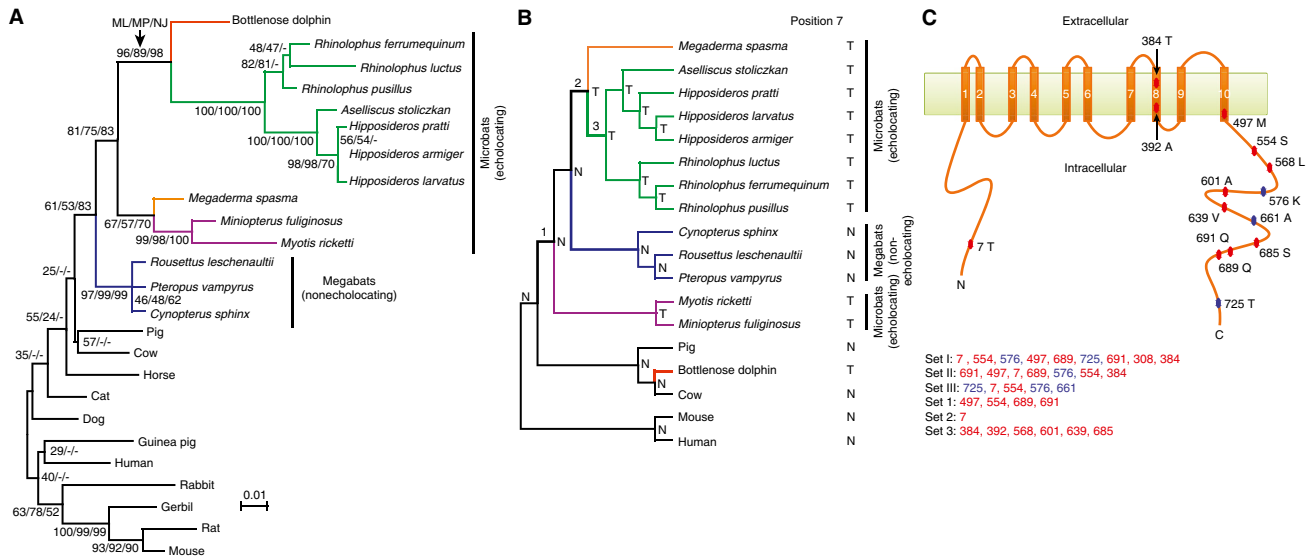 A
ML/MP/NJ
96/89/98
Bottlenose dolphin
48/47/-
Rhinolophus ferrumequinum
82/81/-
Rhinolophus luctus
Rhinolophus pusillus
100/100/100
Aselliscus stoliczkan
Hipposideros pratti
100/100/100
56/54/-
Hipposideros armiger
98/98/70
Hipposideros larvatus
Microbats
(echolocating)
81/75/83
Megaderma spasma
61/53/83
67/57/70
Miniopterus fuliginosus
99/98/100
Myotis ricketti
Rousettus leschenaultii
25/-/-
Pteropus vampyrus
97/99/99
46/48/62
Cynopterus sphinx
Megabats
(nonecholocating)
55/24/-
Pig
57/-/-
Cow
35/-/-
Horse
Cat
Dog
Guinea pig
29/-/-
Human
40/-/-
Rabbit
63/78/52
Gerbil
100/99/99
Rat
93/92/90
Mouse
0.01
B
Position 7
Megaderma spasma T
2
T
Aselliscus stoliczkan T
T
Hipposideros pratti T
T
Hipposideros larvatus T
3
T
T
Hipposideros armiger T
Rhinolophus luctus T
N
T
Rhinolophus ferrumequinum T
T
Rhinolophus pusillus T
Microbats
(echolocating)
1
N
Cynopterus sphinx N
N
N
Rousettus leschenaultii N
Pteropus vampyrus N
Megabats (non-
echolocating)
N
Myotis ricketti T
T
Miniopterus fuliginosus T
Microbats
(echolocating)
Pig N
N
Bottlenose dolphin T
N
Cow N
Mouse N
N
Human N
C
Extracellular
384 T
1 2 3 4 5 6 7 8 9 10
392 A
Intracellular
497 M
554 S
568 L
601 A
576 K
639 V
661 A
691 Q
685 S
689 Q
7 T
N
725 T
C
Set I: 7 , 554, 576, 497, 689, 725, 691, 308, 384
Set II: 691, 497, 7, 689, 576, 554, 384
Set III: 725, 7, 554, 576, 661
Set 1: 497, 554, 689, 691
Set 2: 7
Set 3: 384, 392, 568, 601, 639, 685